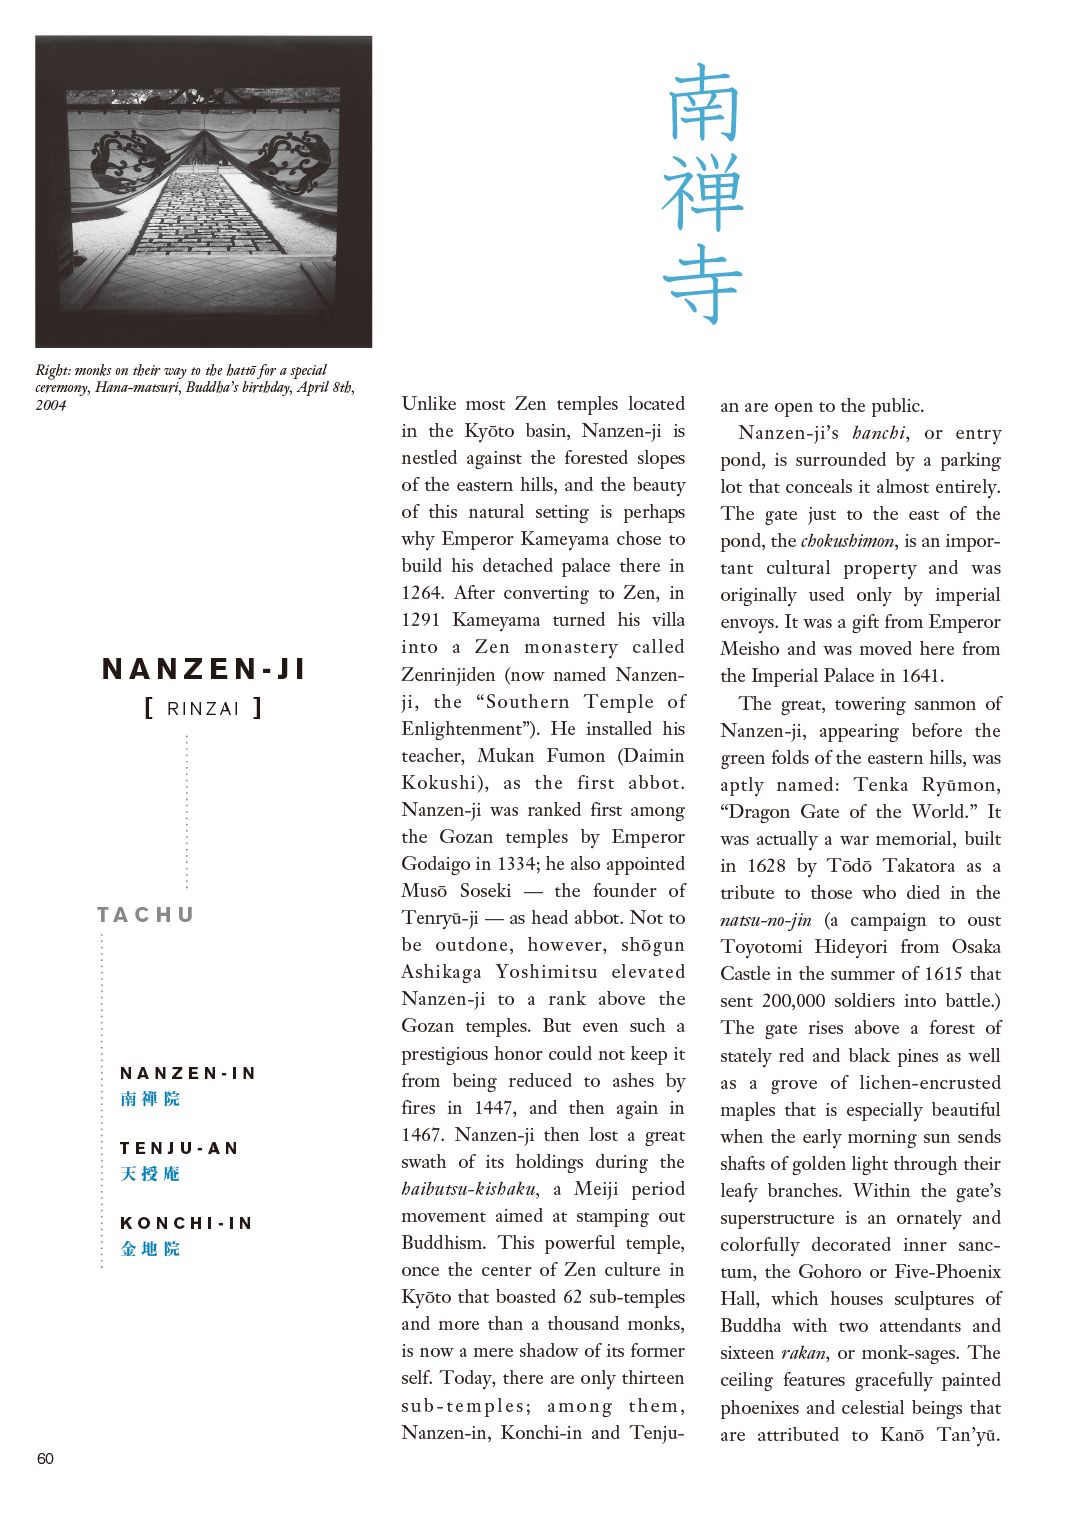 Right: monks on their way to the hattō for a special
ceremony, Hana-matsuri, Buddha's birthday, April 8th,
2004
南禅寺
NANZEN-JI
[ RINZAI ]
TACHU
NANZEN-IN
南禅院
TENJU-AN
天授庵
KONCHI-IN
金地院
Unlike most Zen temples located
in the Kyōto basin, Nanzen-ji is
nestled against the forested slopes
of the eastern hills, and the beauty
of this natural setting is perhaps
why Emperor Kameyama chose to
build his detached palace there in
1264. After converting to Zen, in
1291 Kameyama turned his villa
into a Zen monastery called
Zenrinjiden (now named Nanzen-
ji, the “Southern Temple of
Enlightenment”). He installed his
teacher, Mukan Fumon (Daimin
Kokushi), as the first abbot.
Nanzen-ji was ranked first among
the Gozan temples by Emperor
Godaigo in 1334; he also appointed
Musō Soseki — the founder of
Tenryū-ji — as head abbot. Not to
be outdone, however, shōgun
Ashikaga Yoshimitsu elevated
Nanzen-ji to a rank above the
Gozan temples. But even such a
prestigious honor could not keep it
from being reduced to ashes by
fires in 1447, and then again in
1467. Nanzen-ji then lost a great
swath of its holdings during the
haibutsu-kishaku, a Meiji period
movement aimed at stamping out
Buddhism. This powerful temple,
once the center of Zen culture in
Kyōto that boasted 62 sub-temples
and more than a thousand monks,
is now a mere shadow of its former
self. Today, there are only thirteen
sub-temples; among them,
Nanzen-in, Konchi-in and Tenju-
an are open to the public.
Nanzen-ji’s hanchi, or entry
pond, is surrounded by a parking
lot that conceals it almost entirely.
The gate just to the east of the
pond, the chokushimon, is an impor-
tant cultural property and was
originally used only by imperial
envoys. It was a gift from Emperor
Meisho and was moved here from
the Imperial Palace in 1641.
The great, towering sanmon of
Nanzen-ji, appearing before the
green folds of the eastern hills, was
aptly named: Tenka Ryūmon,
“Dragon Gate of the World.” It
was actually a war memorial, built
in 1628 by Tōdō Takatora as a
tribute to those who died in the
natsu-no-jin (a campaign to oust
Toyotomi Hideyori from Osaka
Castle in the summer of 1615 that
sent 200,000 soldiers into battle.)
The gate rises above a forest of
stately red and black pines as well
as a grove of lichen-encrusted
maples that is especially beautiful
when the early morning sun sends
shafts of golden light through their
leafy branches. Within the gate’s
superstructure is an ornately and
colorfully decorated inner sanc-
tum, the Gohoro or Five-Phoenix
Hall, which houses sculptures of
Buddha with two attendants and
sixteen rakan, or monk-sages. The
ceiling features gracefully painted
phoenixes and celestial beings that
are attributed to Kanō Tan’yū.
60